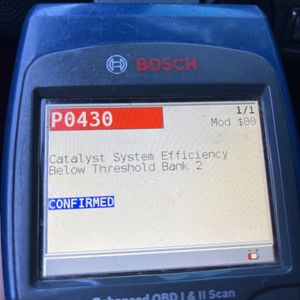 BOSCH
P0430
1/1
Mod $00
Catalyst System Efficiency
Below Threshold Bank 2
CONFIRMED
Enhanced OBD I & II Scan